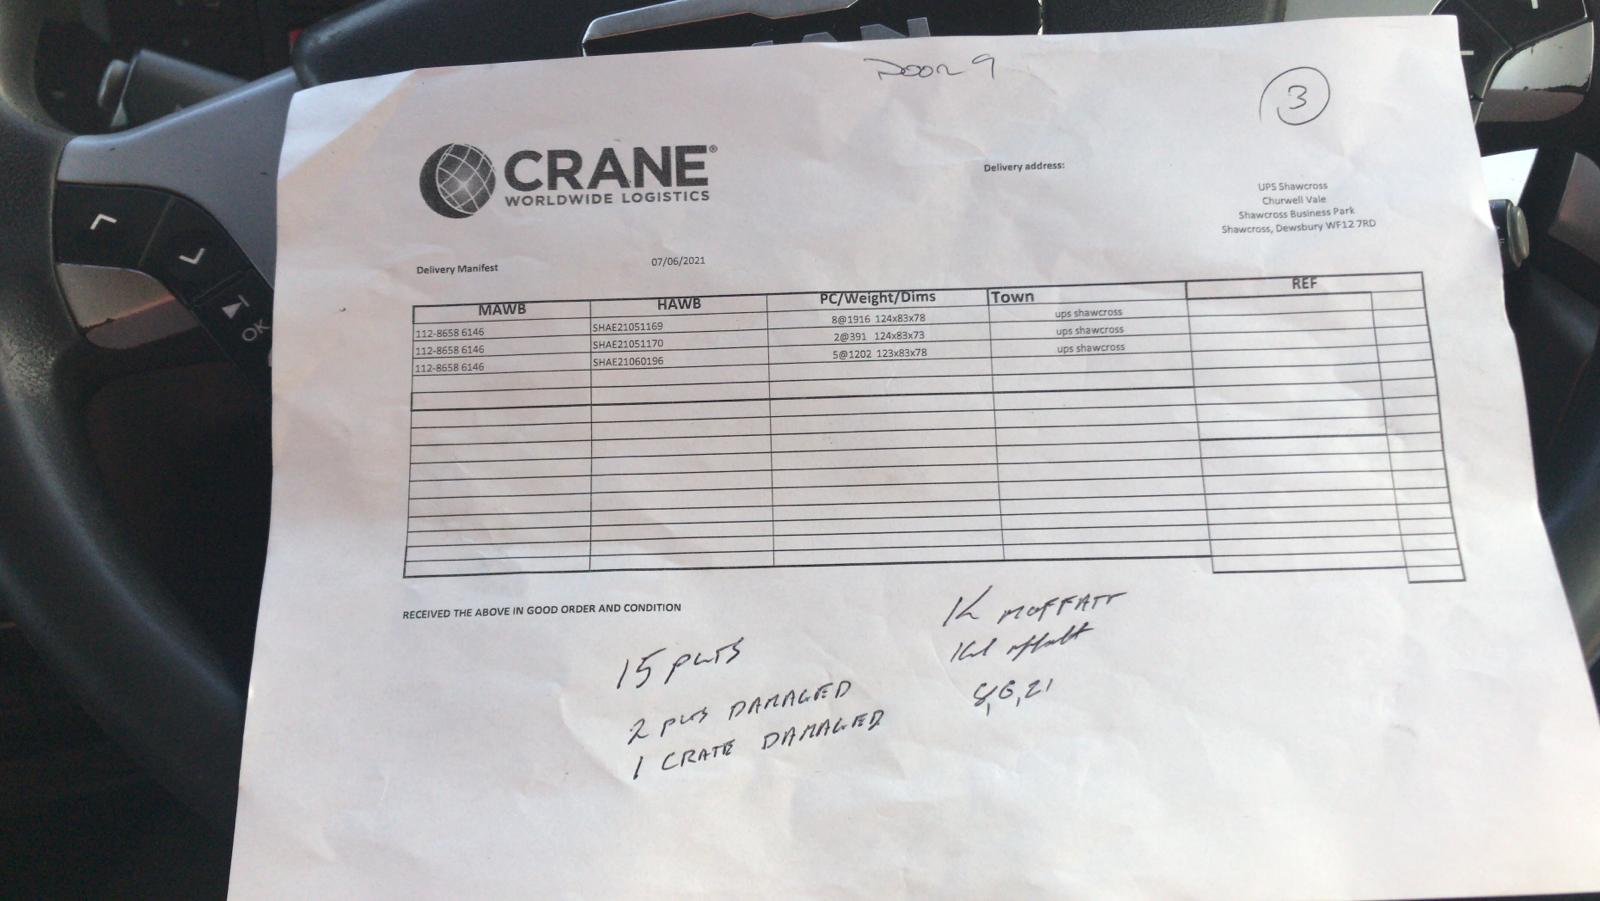 Door 9
3
CRANE®
WORLDWIDE LOGISTICS
Delivery address:
UPS Shawcross
Churwell Vale
Shawcross Business Park
Shawcross, Dewsbury WF12 7RD
Delivery Manifest 07/06/2021
MAWB HAWB PC/Weight/Dims Town REF
112-8658 6146 SHAE21051169 8@1916 124x83x78 ups shawcross
112-8658 6146 SHAE21051170 2@391 124x83x73 ups shawcross
112-8658 6146 SHAE21060196 5@1202 123x83x78 ups shawcross
RECEIVED THE ABOVE IN GOOD ORDER AND CONDITION
15 PLTS
2 PLTS DAMAGED
1 CRATE DAMAGED
K MOFFATT
8,6,21
OK